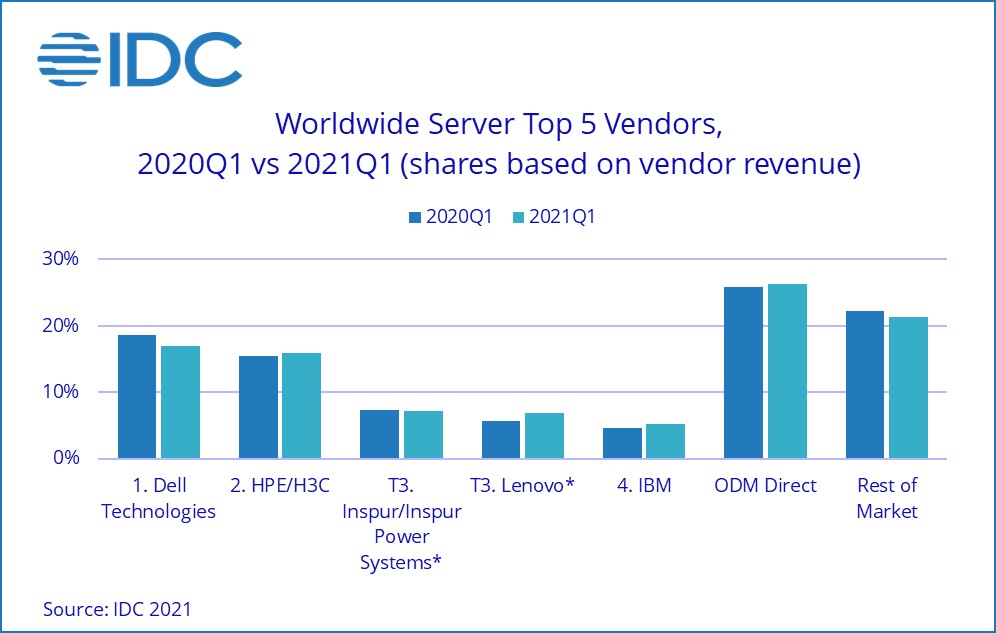 IDC
Worldwide Server Top 5 Vendors,
2020Q1 vs 2021Q1 (shares based on vendor revenue)
2020Q1 2021Q1
30%
20%
10%
0%
1. Dell
Technologies
2. HPE/H3C
T3.
Inspur/Inspur
Power
Systems*
T3. Lenovo*
4. IBM
ODM Direct
Rest of
Market
Source: IDC 2021